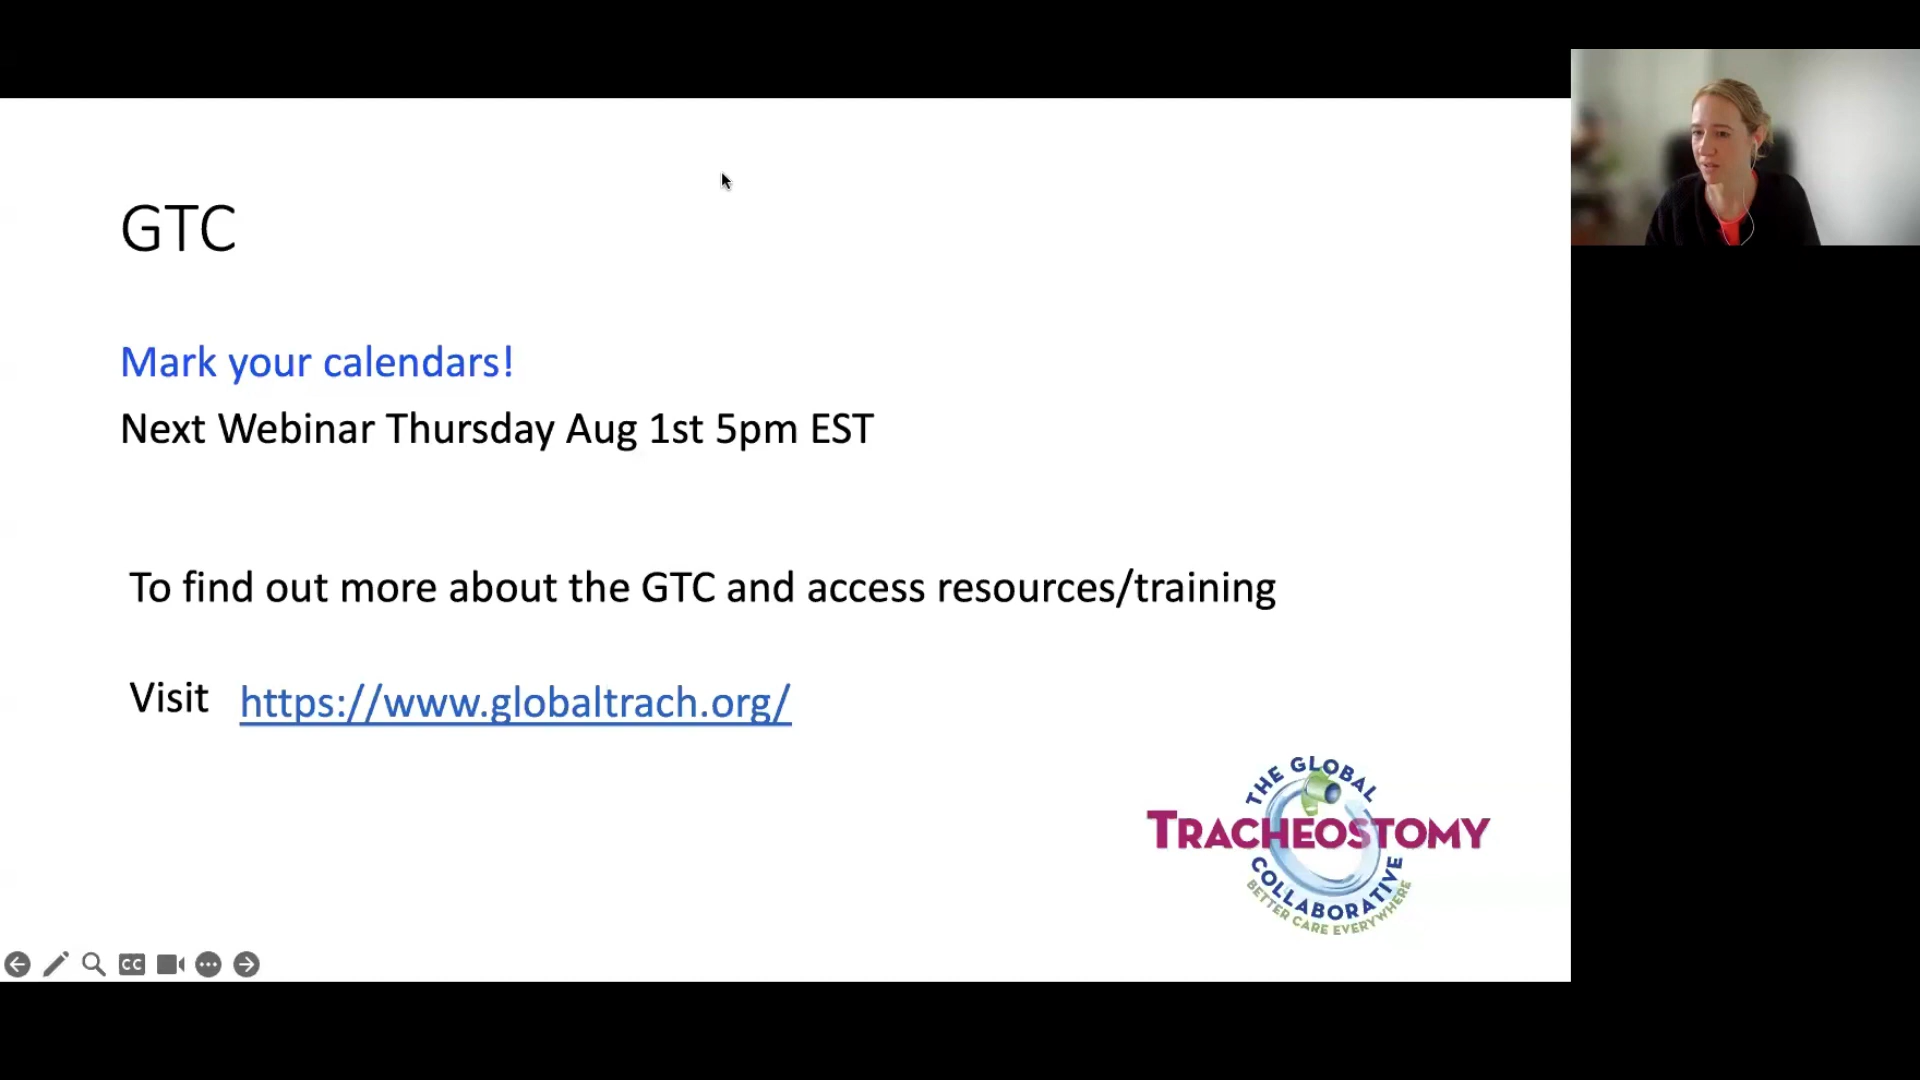 GTC
Mark your calendars!
Next Webinar Thursday Aug 1st 5pm EST
To find out more about the GTC and access resources/training
Visit https://www.globaltrach.org/
THE GLOBAL
TRACHEOSTOMY
COLLABORATIVE
BETTER CARE EVERYWHERE
CC